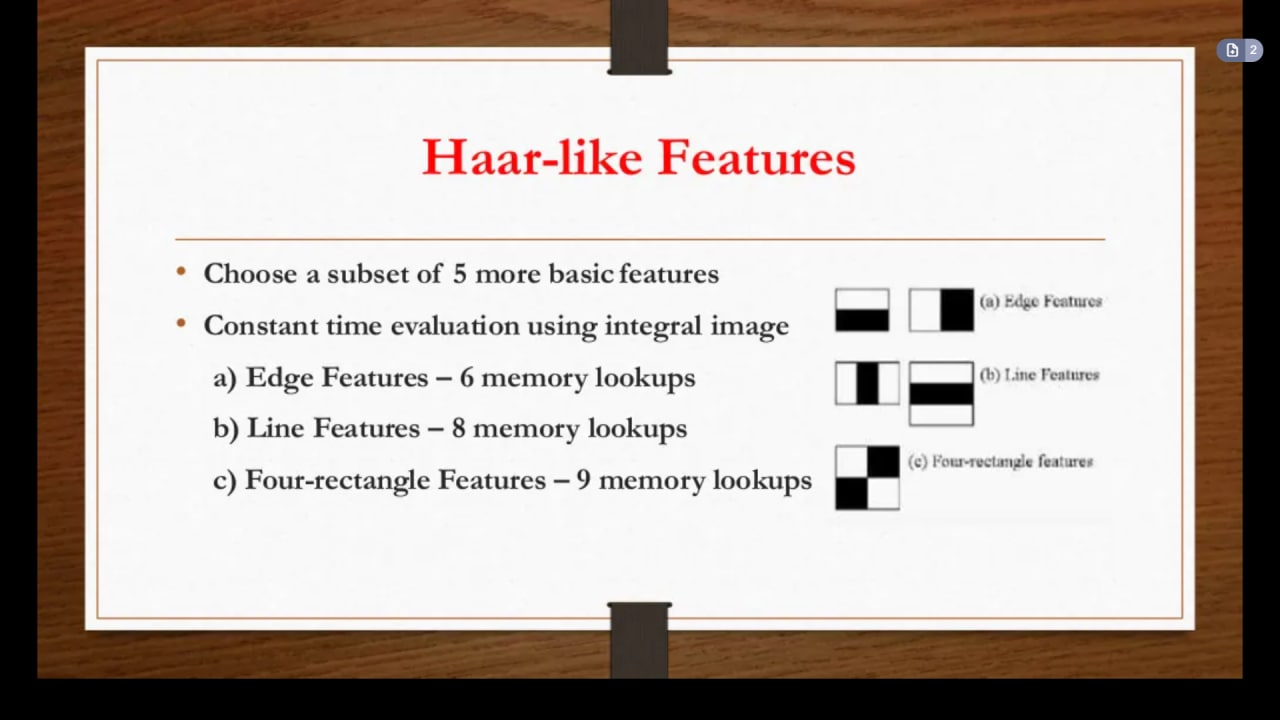 Haar-like Features
• Choose a subset of 5 more basic features
• Constant time evaluation using integral image
a) Edge Features – 6 memory lookups
b) Line Features – 8 memory lookups
c) Four-rectangle Features – 9 memory lookups
(a) Edge Features
(b) Line Features
(c) Four-rectangle features
2